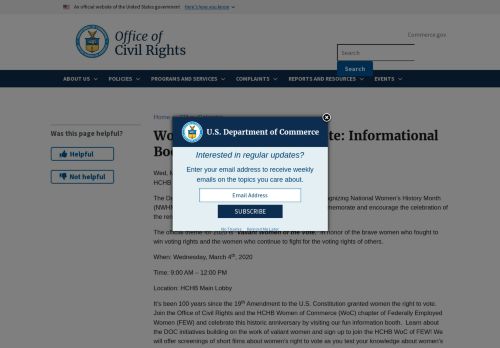 An official website of the United States government Here's how you know
Office of
Civil Rights
Commerce.gov
Search
Search
ABOUT US
POLICIES
PROGRAMS AND SERVICES
COMPLAINTS
REPORTS AND RESOURCES
EVENTS
Was this page helpful?
Helpful
Not helpful
Home
Wo te: Informational
Boo
Wed, M
HCHB
U.S. Department of Commerce
Interested in regular updates?
Enter your email address to receive weekly
emails on the topics you care about.
Email Address
SUBSCRIBE
No Thanks Remind Me Later
The De gnizing National Women's History Month
(NWH memorate and encourage the celebration of
the
The official theme for 2020 is "Valiant Women of the Vote." In honor of the brave women who fought to
win voting rights and the women who continue to fight for the voting rights of others.
When: Wednesday, March 4th, 2020
Time: 9:00 AM – 12:00 PM
Location: HCHB Main Lobby
It's been 100 years since the 19th Amendment to the U.S. Constitution granted women the right to vote.
Join the Office of Civil Rights and the HCHB Women of Commerce (WoC) chapter of Federally Employed
Women (FEW) and celebrate this historic anniversary by visiting our fun information booth. Learn about
the DOC initiatives building on the work of valiant women and sign up to join the HCHB WoC of FEW! We
will offer screenings of short films about women's right to vote as you test your knowledge about women's